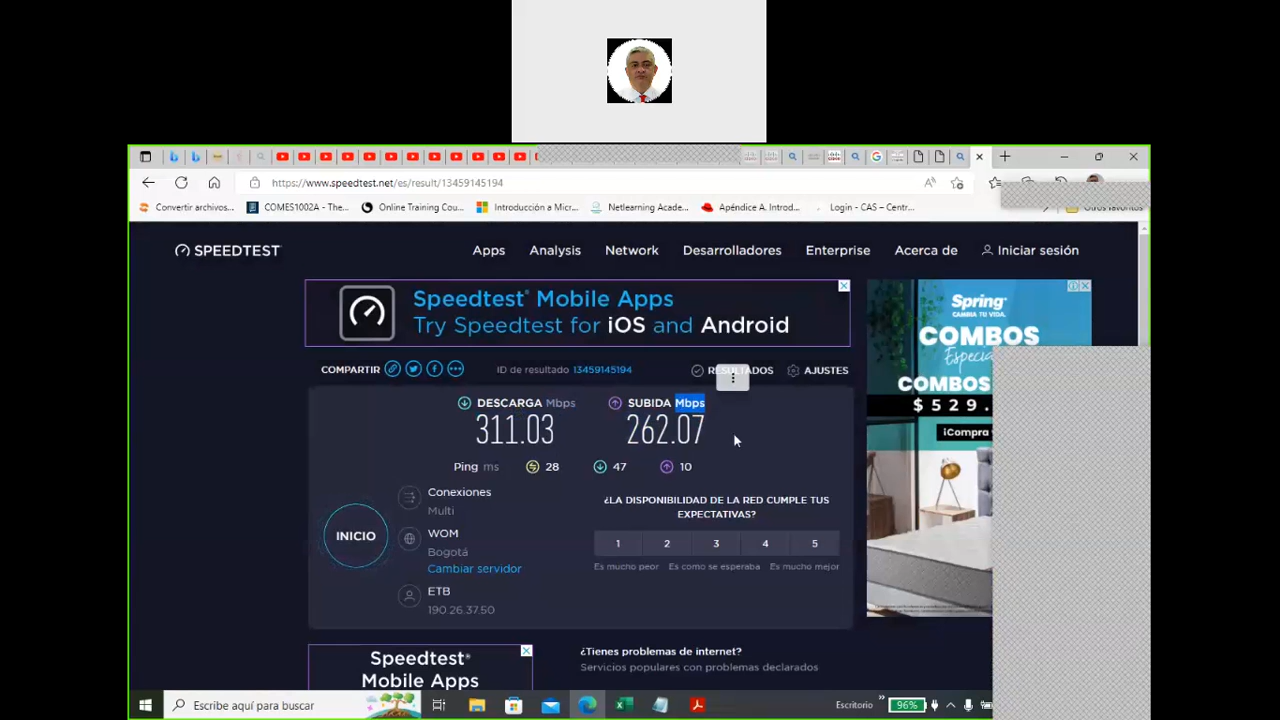 https://www.speedtest.net/es/result/13459145194
Convertir archivos...
COMES1002A - The...
Online Training Cou...
Introducción a Micr...
Netlearning Acade...
Apéndice A. Introd...
Login - CAS – Centr...
Otros favoritos
SPEEDTEST
Apps
Analysis
Network
Desarrolladores
Enterprise
Acerca de
Iniciar sesión
Speedtest® Mobile Apps
Try Speedtest for iOS and Android
COMPARTIR
ID de resultado 13459145194
RESULTADOS
AJUSTES
DESCARGA Mbps
311.03
SUBIDA Mbps
262.07
Ping ms
28
47
10
Conexiones
Multi
WOM
Bogotá
Cambiar servidor
ETB
190.26.37.50
INICIO
¿LA DISPONIBILIDAD DE LA RED CUMPLE TUS
EXPECTATIVAS?
1 2 3 4 5
Es mucho peor
Es como se esperaba
Es mucho mejor
Spring
CAMBIA TU VIDA.
COMBOS
COMBOS
$529.
¡Compra
Speedtest®
Mobile Apps
¿Tienes problemas de internet?
Servicios populares con problemas declarados
Escribe aquí para buscar
Escritorio
96%